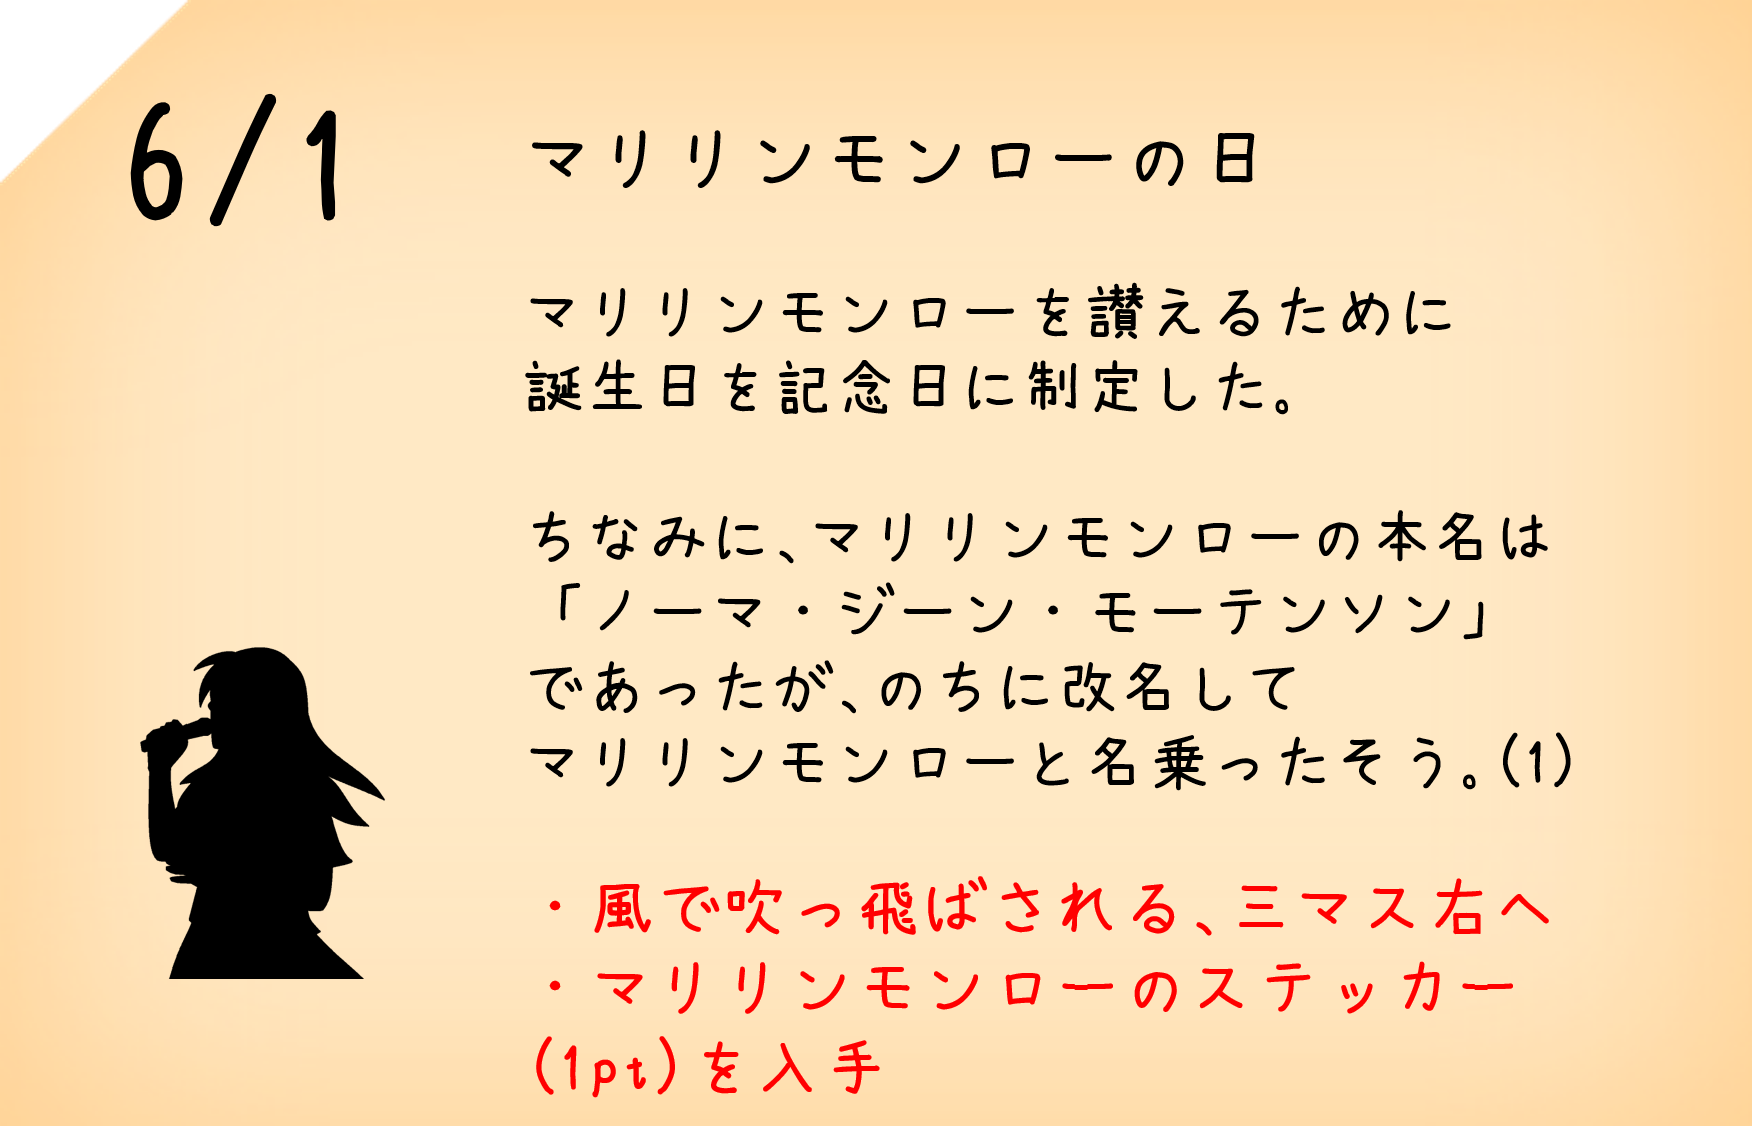 6/1
マリリンモンローの日
マリリンモンローを讃えるために
誕生日を記念日に制定した。
ちなみに、マリリンモンローの本名は
「ノーマ・ジーン・モーテンソン」
であったが、のちに改名して
マリリンモンローと名乗ったそう。(1)
・風で吹っ飛ばされる、三マス右へ
・マリリンモンローのステッカー
(1pt)を入手